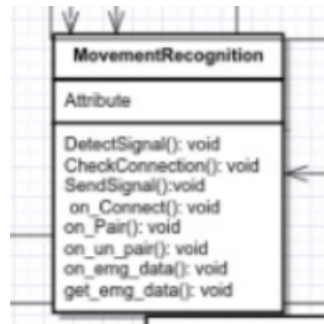 MovementRecognition
Attribute
DetectSignal(): void
CheckConnection(): void
SendSignal():void
on_Connect(): void
on_Pair(): void
on_un_pair(): void
on_emg_data(): void
get_emg_data(): void